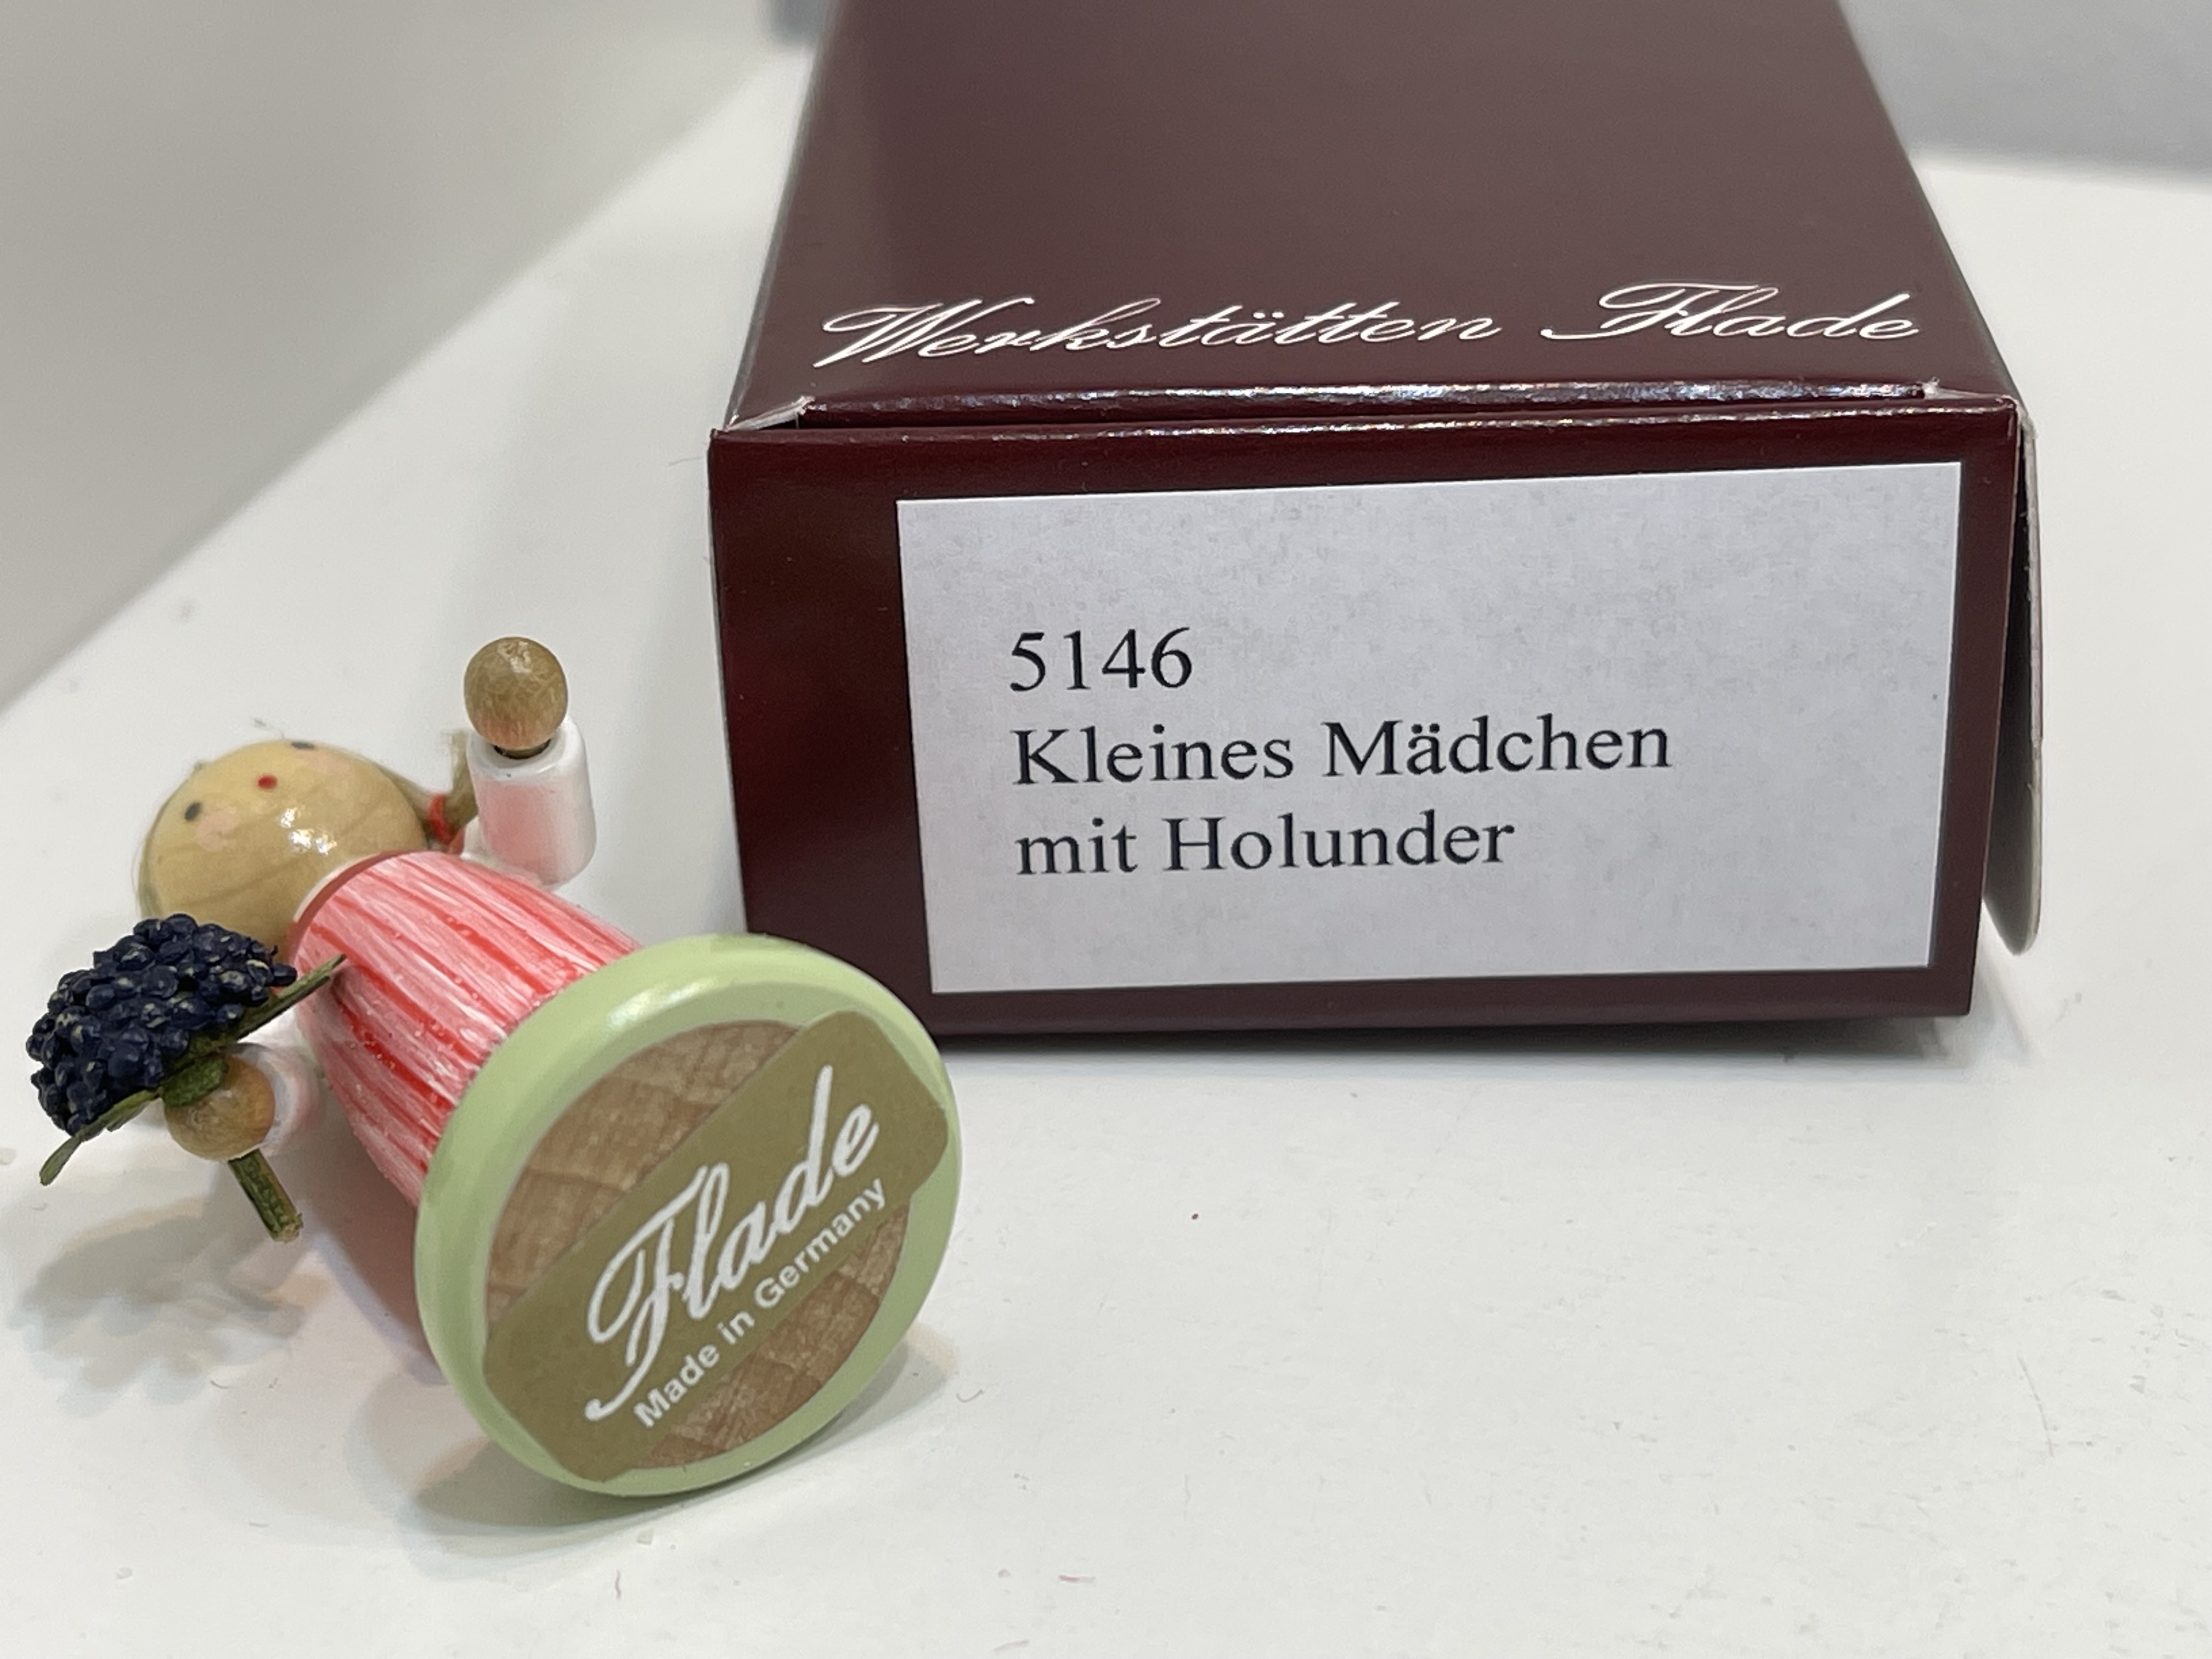 Werkstätten Flade
5146
Kleines Mädchen
mit Holunder
Flade
Made in Germany